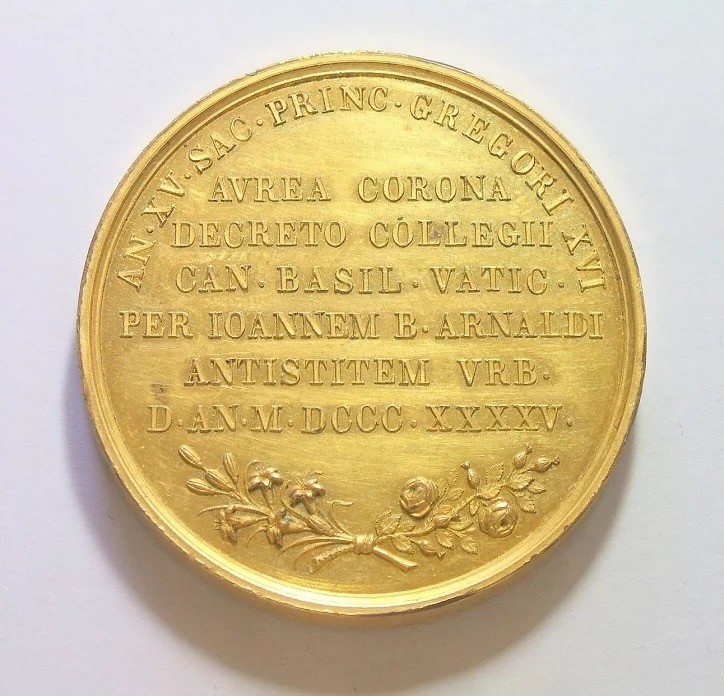 AN·XV·SAC·PRINC·GREGORI XVI
AVREA CORONA
DECRETO COLLEGII
CAN·BASIL·VATIC·
PER IOANNEM B·ARNALDI
ANTISTITEM VRB·
D·AN·M·DCCC·XXXXV·